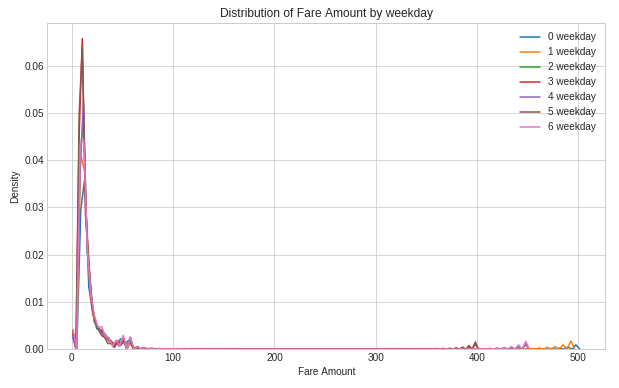 Distribution of Fare Amount by weekday
0 weekday
1 weekday
2 weekday
3 weekday
4 weekday
5 weekday
6 weekday
0.06
0.05
0.04
0.03
0.02
0.01
0.00
Density
0 100 200 300 400 500
Fare Amount